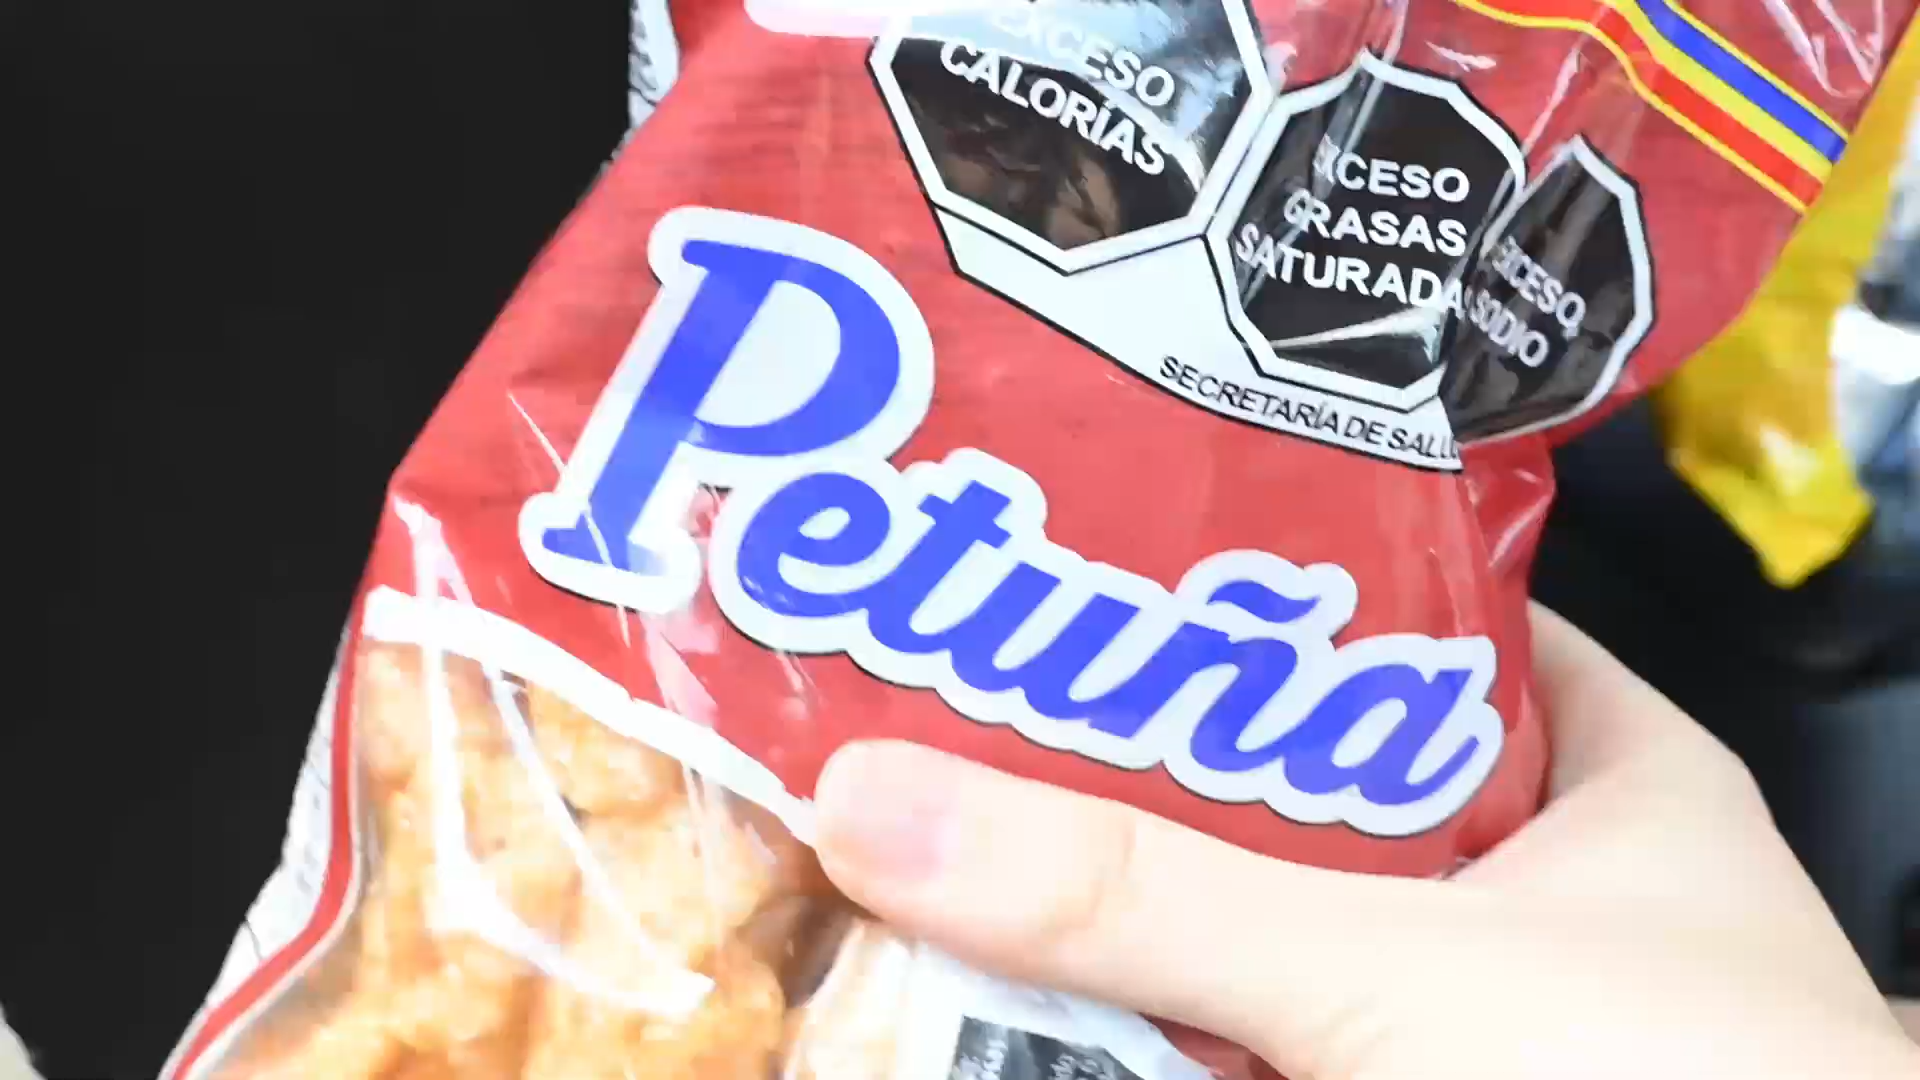 EXCESO
CALORÍAS
EXCESO
GRASAS
SATURADAS
EXCESO
SODIO
SECRETARÍA DE SALUD
Petuña